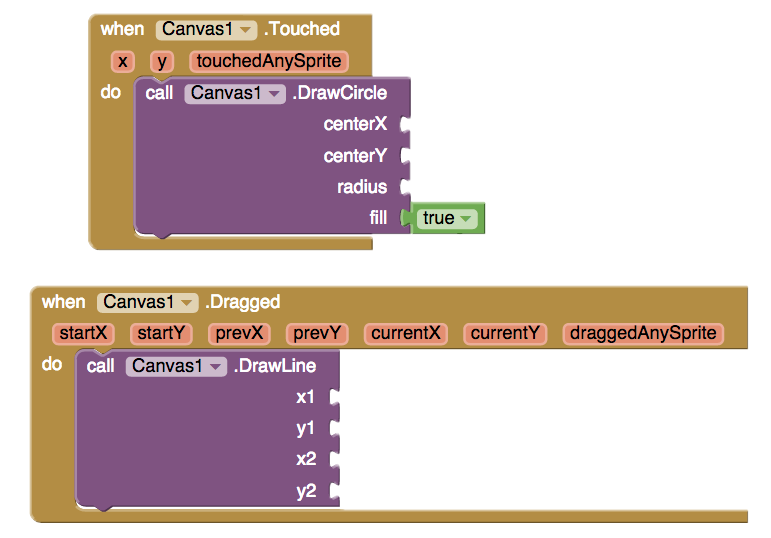 when Canvas1 .Touched
x y touchedAnySprite
do call Canvas1 .DrawCircle
centerX
centerY
radius
fill true
when Canvas1 .Dragged
startX startY prevX prevY currentX currentY draggedAnySprite
do call Canvas1 .DrawLine
x1
y1
x2
y2